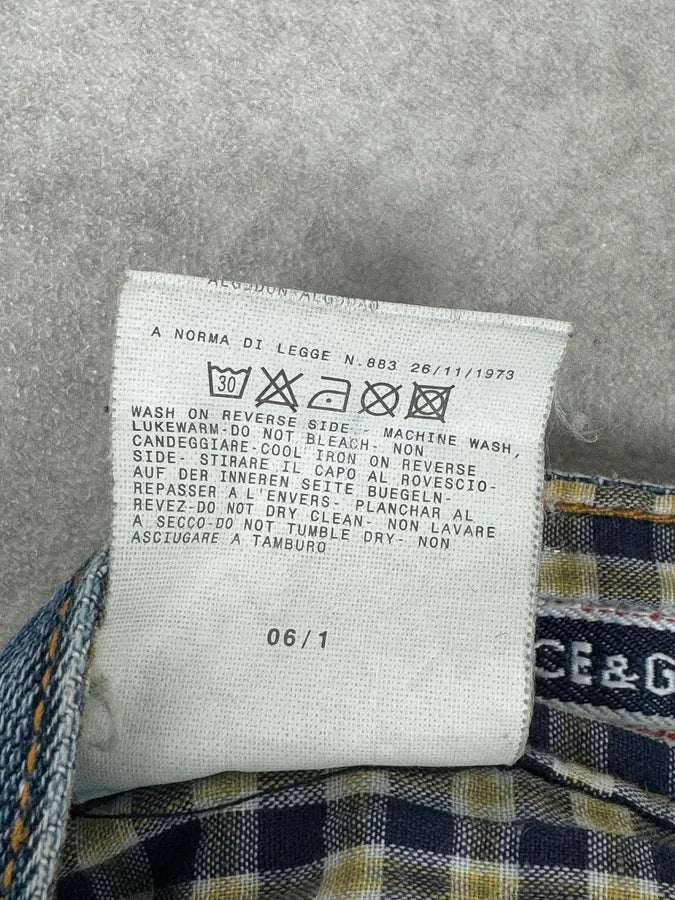 ALGIDON-ALGODAO
A NORMA DI LEGGE N.883 26/11/1973
30
WASH ON REVERSE SIDE - MACHINE WASH,
LUKEWARM-DO NOT BLEACH- NON
CANDEGGIARE-COOL IRON ON REVERSE
SIDE- STIRARE IL CAPO AL ROVESCIO-
AUF DER INNEREN SEITE BUEGELN-
REPASSER A L'ENVERS- PLANCHAR AL
REVEZ-DO NOT DRY CLEAN- NON LAVARE
A SECCO-DO NOT TUMBLE DRY- NON
ASCIUGARE A TAMBURO
06/1
CE&G